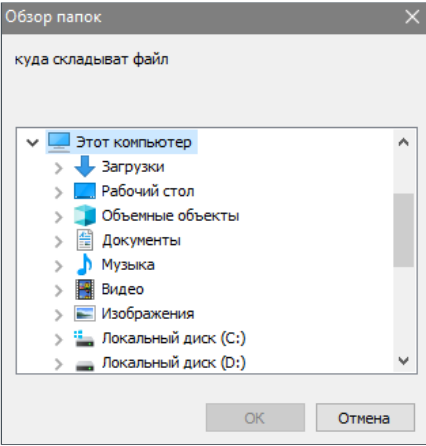 Обзор папок
куда складыват файл
Этот компьютер
Загрузки
Рабочий стол
Объемные объекты
Документы
Музыка
Видео
Изображения
Локальный диск (C:)
Локальный диск (D:)
OK
Отмена